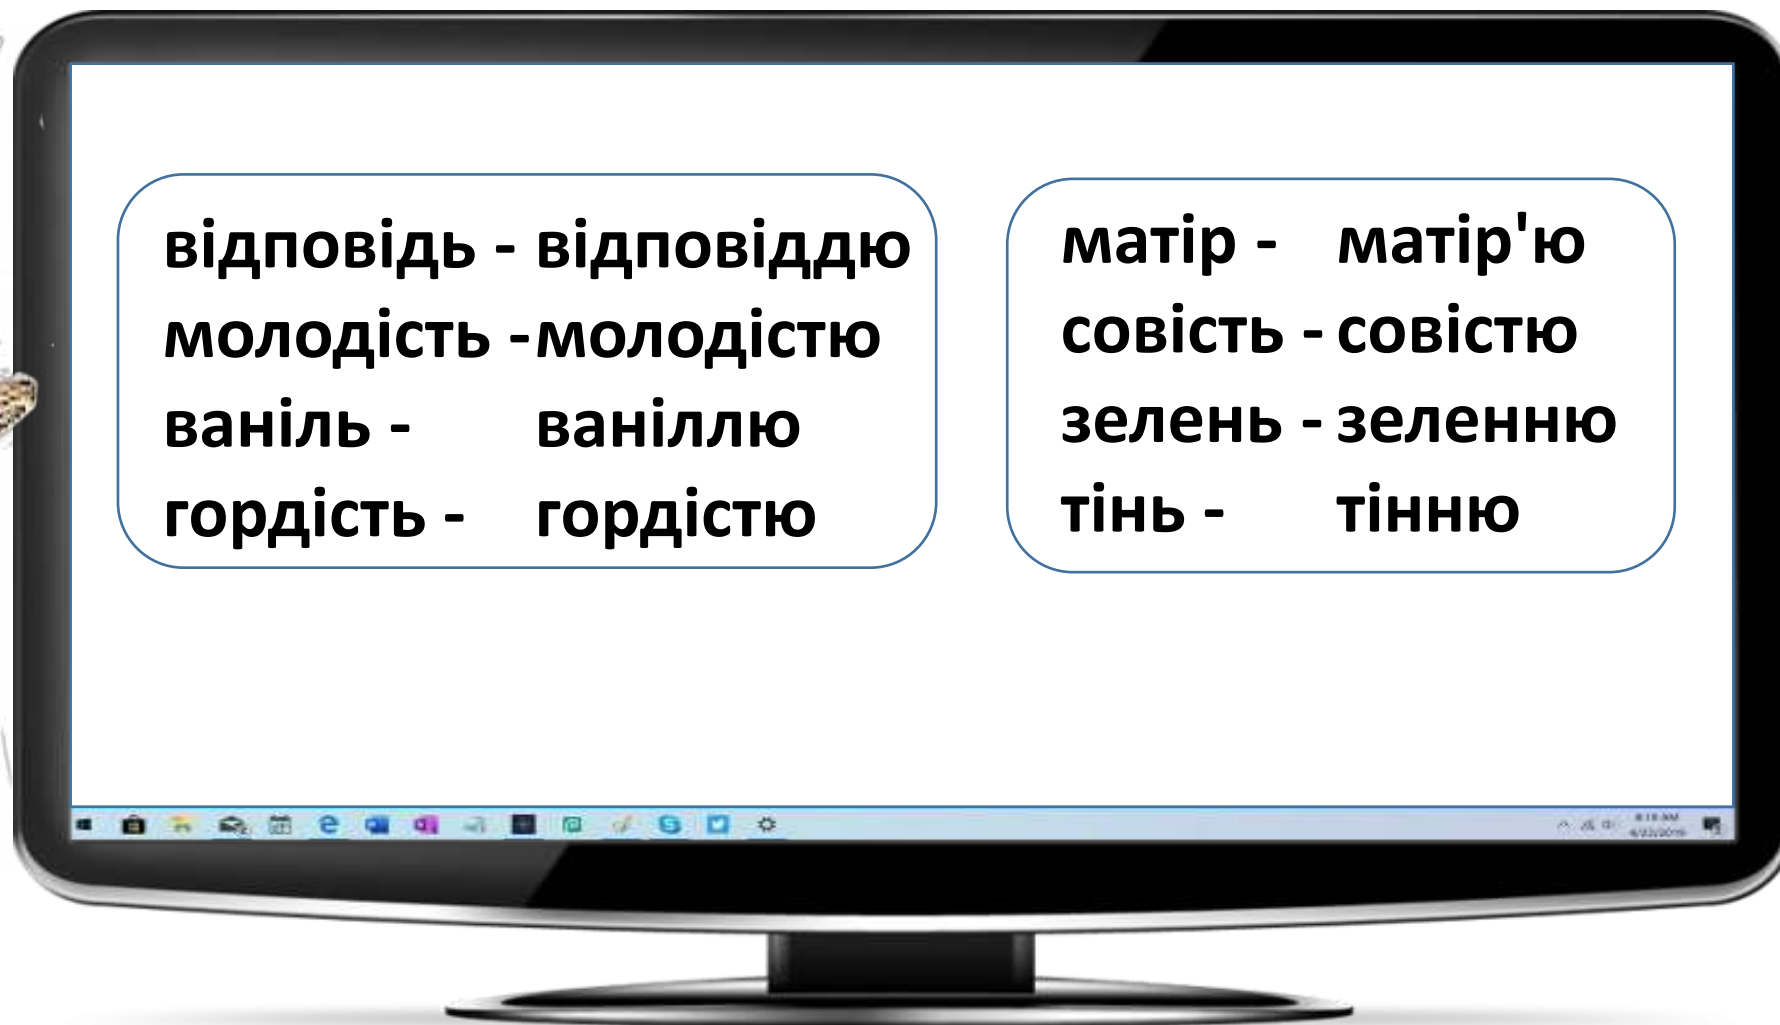 відповідь - відповіддю
молодість -молодістю
ваніль - ваніллю
гордість - гордістю
матір - матір'ю
совість - совістю
зелень - зеленню
тінь - тінню